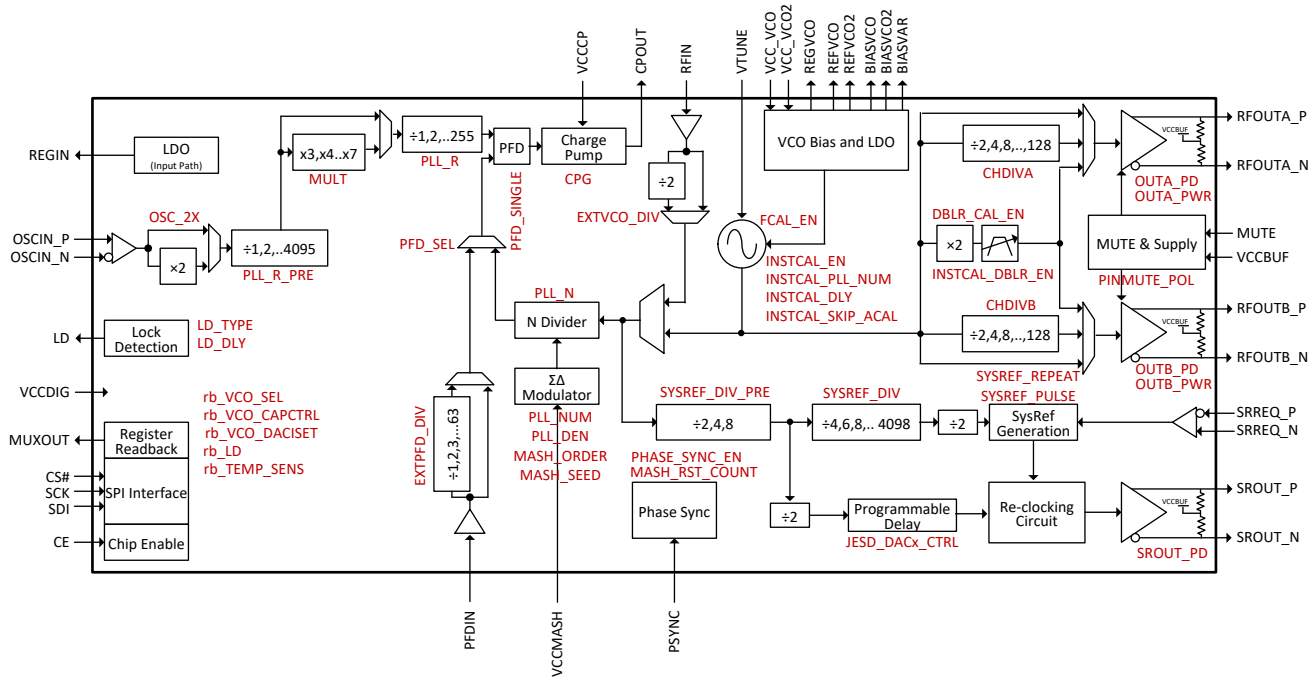 VCCCP
CPOUT
RFIN
VTUNE
VCC_VCO
VCC_VCO2
REGVCO
REFVCO
REFVCO2
BIASVCO
BIASVCO2
BIASVAR
REGIN
LDO
(Input Path)
x3,x4..x7
MULT
÷1,2..255
PLL_R
PFD
PFD_SINGLE
Charge
Pump
CPG
÷2
EXTVCO_DIV
VCO Bias and LDO
FCAL_EN
÷2,4,8,..,128
CHDIVA
VCCBUF
OUTA_PD
OUTA_PWR
RFOUTA_P
RFOUTA_N
OSCIN_P
OSCIN_N
OSC_2X
×2
÷1,2..4095
PLL_R_PRE
PFD_SEL
INSTCAL_EN
INSTCAL_PLL_NUM
INSTCAL_DLY
INSTCAL_SKIP_ACAL
DBLR_CAL_EN
×2
INSTCAL_DBLR_EN
MUTE & Supply
PINMUTE_POL
MUTE
VCCBUF
LD
Lock
Detection
LD_TYPE
LD_DLY
PLL_N
N Divider
CHDIVB
÷2,4,8,..,128
VCCBUF
OUTB_PD
OUTB_PWR
RFOUTB_P
RFOUTB_N
VCCDIG
rb_VCO_SEL
rb_VCO_CAPCTRL
rb_VCO_DACISET
rb_LD
rb_TEMP_SENS
MUXOUT
Register
Readback
CS#
SCK
SDI
SPI Interface
CE
Chip Enable
EXTPFD_DIV
÷1,2,3,...63
ΣΔ
Modulator
PLL_NUM
PLL_DEN
MASH_ORDER
MASH_SEED
SYSREF_DIV_PRE
÷2,4,8
SYSREF_DIV
÷4,6,8,.. 4098
÷2
SYSREF_REPEAT
SYSREF_PULSE
SysRef
Generation
SRREQ_P
SRREQ_N
PHASE_SYNC_EN
MASH_RST_COUNT
Phase Sync
÷2
Programmable
Delay
JESD_DACx_CTRL
Re-clocking
Circuit
VCCBUF
SROUT_PD
SROUT_P
SROUT_N
PFDIN
VCCMASH
PSYNC